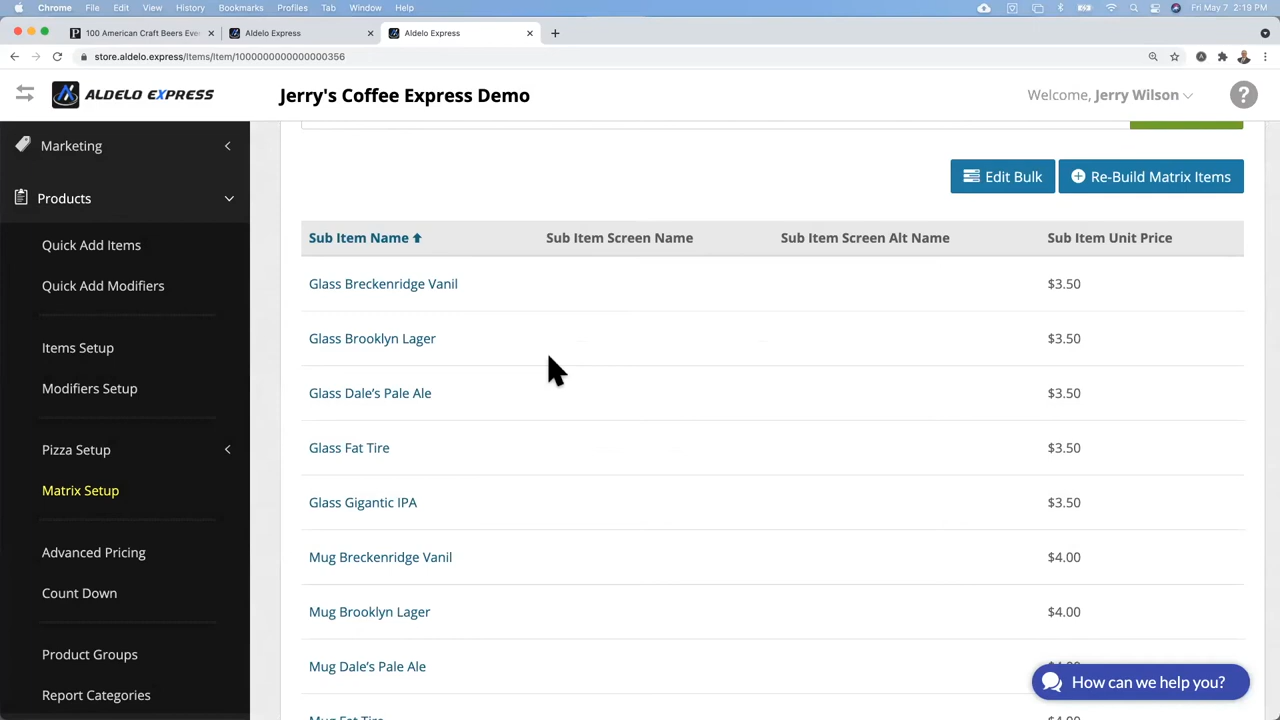 Chrome File Edit View History Bookmarks Profiles Tab Window Help
Fri May 7 2:19 PM
100 American Craft Beers Eve
Aldelo Express
Aldelo Express
store.aldelo.express/Items/Item/1000000000000000356
ALDELO EXPRESS
Jerry's Coffee Express Demo
Welcome, Jerry Wilson
?
Marketing
Products
Quick Add Items
Quick Add Modifiers
Items Setup
Modifiers Setup
Pizza Setup
Matrix Setup
Advanced Pricing
Count Down
Product Groups
Report Categories
Edit Bulk
Re-Build Matrix Items
Sub Item Name Sub Item Screen Name Sub Item Screen Alt Name Sub Item Unit Price
Glass Breckenridge Vanil $3.50
Glass Brooklyn Lager $3.50
Glass Dale’s Pale Ale $3.50
Glass Fat Tire $3.50
Glass Gigantic IPA $3.50
Mug Breckenridge Vanil $4.00
Mug Brooklyn Lager $4.00
Mug Dale’s Pale Ale
How can we help you?